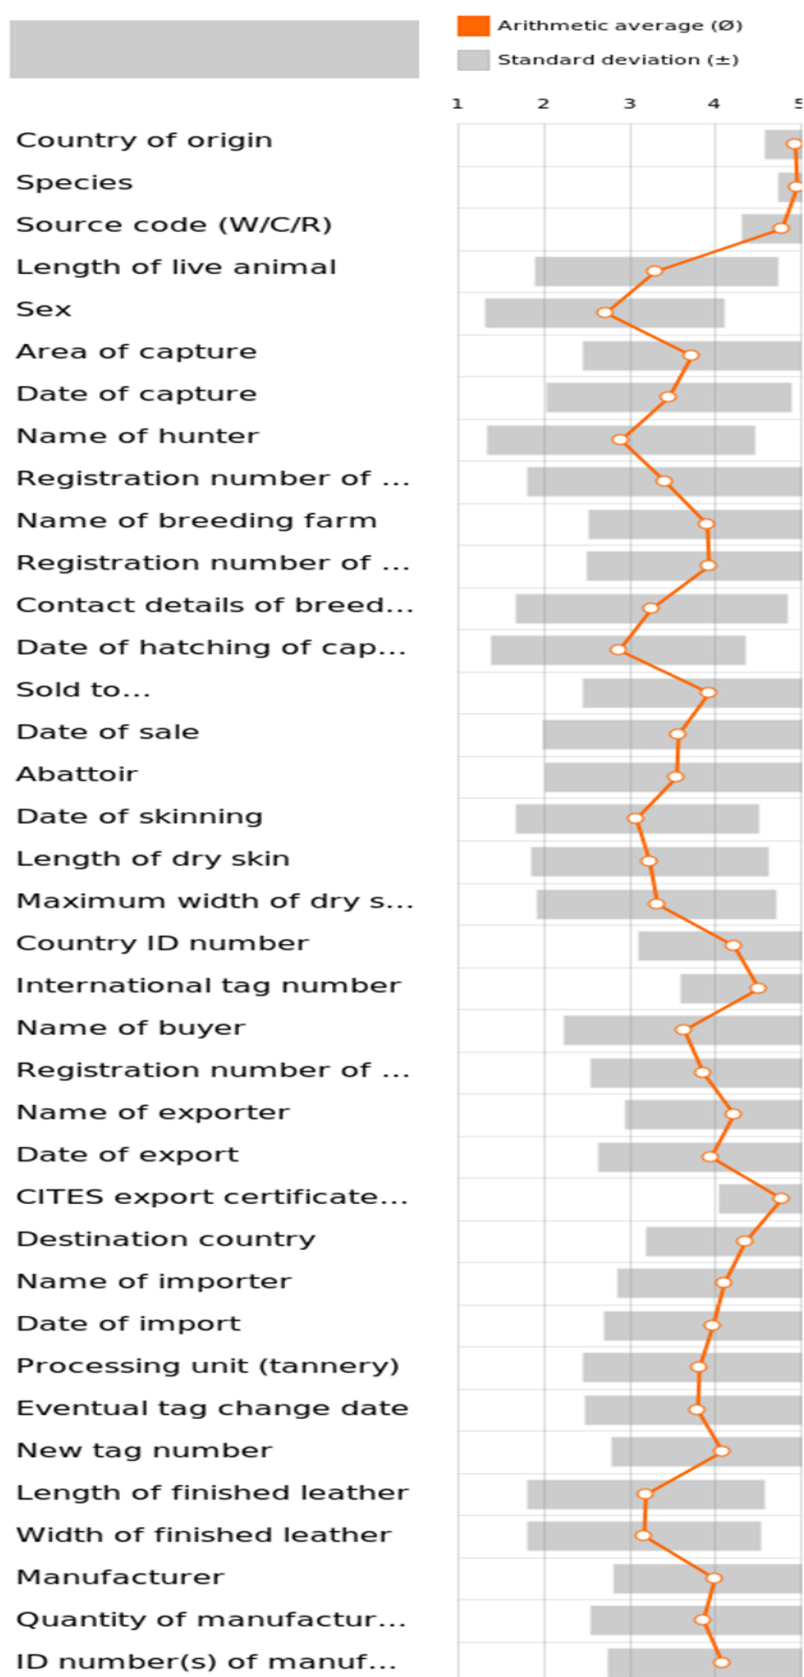 Arithmetic average (Ø)
Standard deviation (±)
1 2 3 4 5
Country of origin
Species
Source code (W/C/R)
Length of live animal
Sex
Area of capture
Date of capture
Name of hunter
Registration number of ...
Name of breeding farm
Registration number of ...
Contact details of breed...
Date of hatching of cap...
Sold to...
Date of sale
Abattoir
Date of skinning
Length of dry skin
Maximum width of dry s...
Country ID number
International tag number
Name of buyer
Registration number of ...
Name of exporter
Date of export
CITES export certificate...
Destination country
Name of importer
Date of import
Processing unit (tannery)
Eventual tag change date
New tag number
Length of finished leather
Width of finished leather
Manufacturer
Quantity of manufactur...
ID number(s) of manuf...